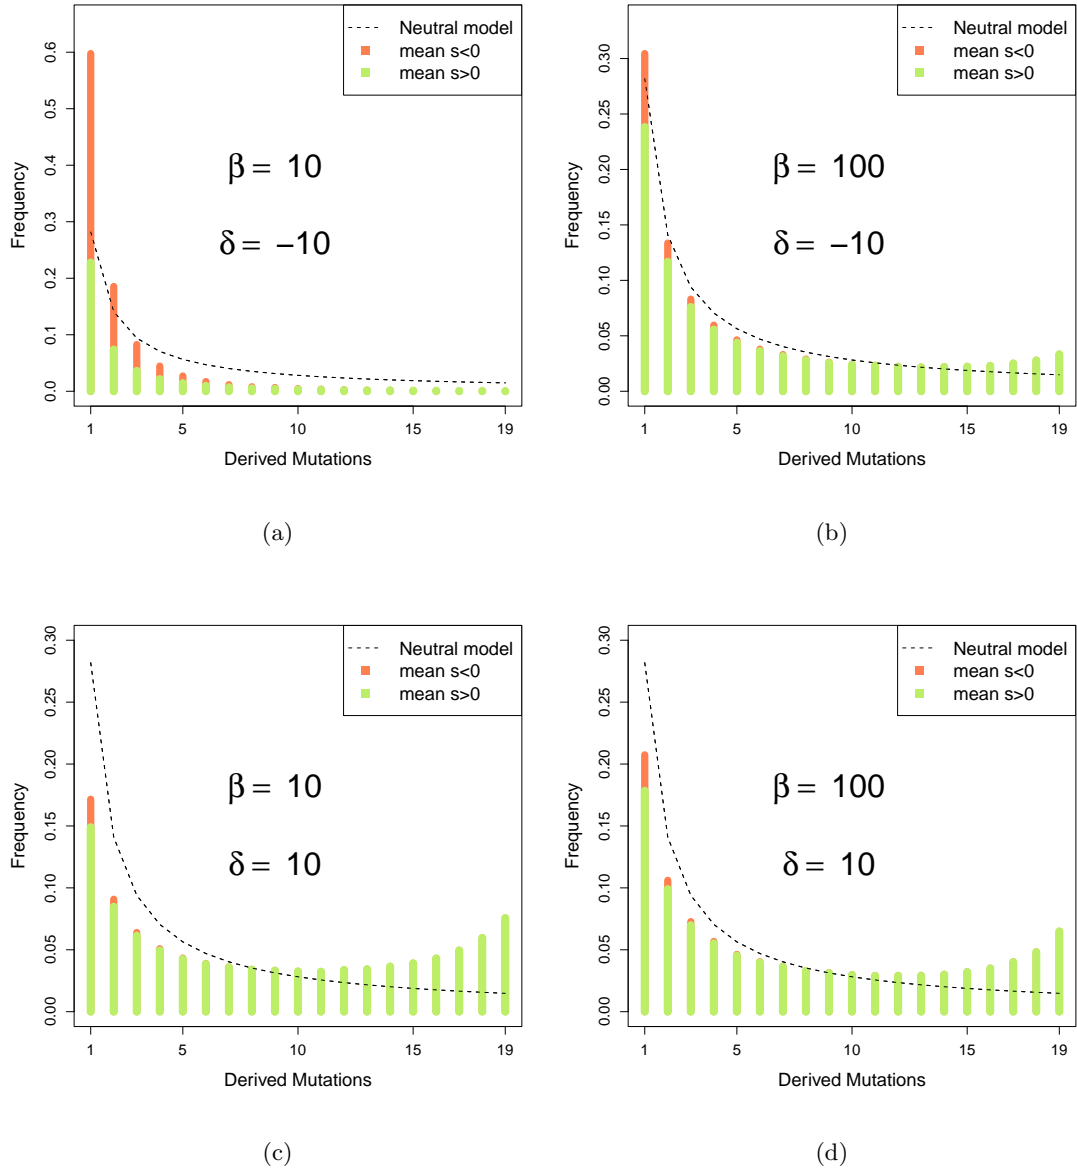 Neutral model
mean s<0
mean s>0
β = 10
δ = −10
Frequency
0.0 0.1 0.2 0.3 0.4 0.5 0.6
1 5 10 15 19
Derived Mutations
(a)
Neutral model
mean s<0
mean s>0
β = 100
δ = −10
Frequency
0.00 0.05 0.10 0.15 0.20 0.25 0.30
1 5 10 15 19
Derived Mutations
(b)
Neutral model
mean s<0
mean s>0
β = 10
δ = 10
Frequency
0.00 0.05 0.10 0.15 0.20 0.25 0.30
1 5 10 15 19
Derived Mutations
(c)
Neutral model
mean s<0
mean s>0
β = 100
δ = 10
Frequency
0.00 0.05 0.10 0.15 0.20 0.25 0.30
1 5 10 15 19
Derived Mutations
(d)